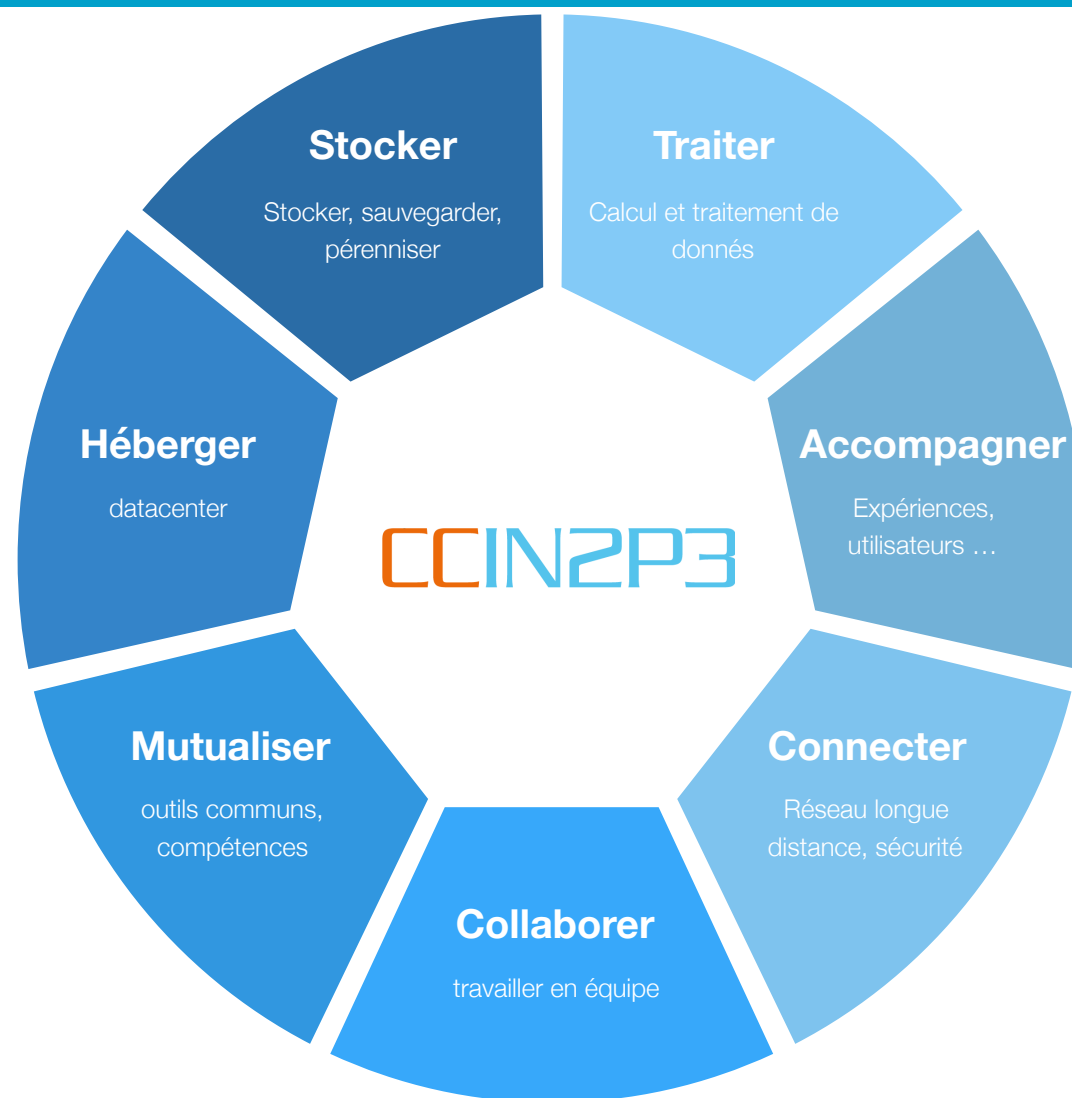 Stocker
Stocker, sauvegarder,
pérenniser
Traiter
Calcul et traitement de
donnés
Héberger
datacenter
Accompagner
Expériences,
utilisateurs …
CCIN2P3
Mutualiser
outils communs,
compétences
Connecter
Réseau longue
distance, sécurité
Collaborer
travailler en équipe